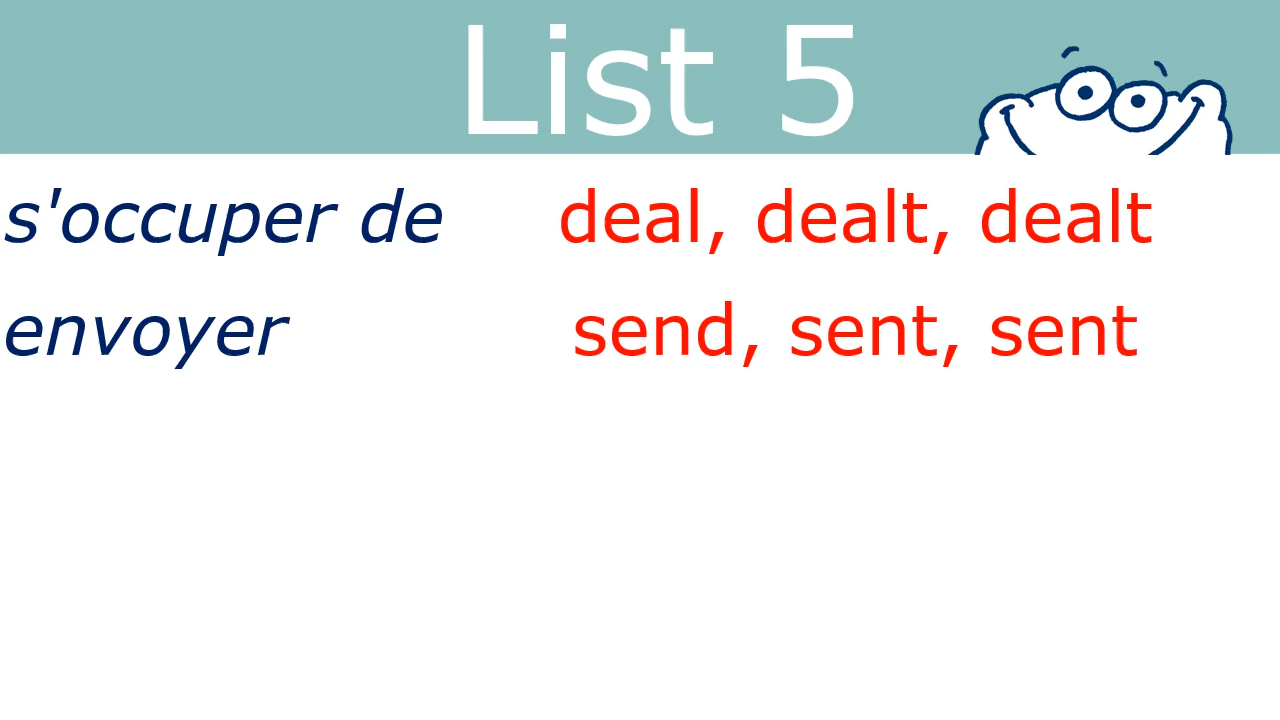 List 5
s'occuper de deal, dealt, dealt
envoyer send, sent, sent